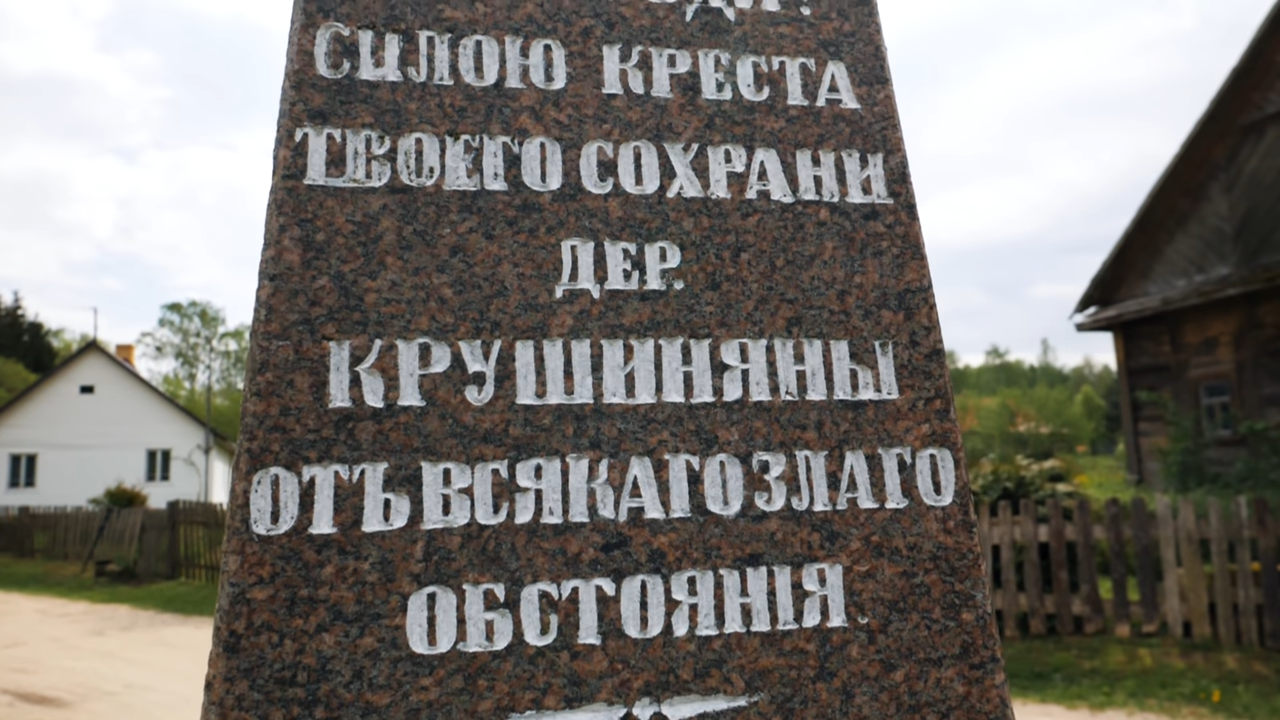 СИЛОЮ КРЕСТА
ТВОЕГО СОХРАНИ
ДЕР.
КРУШИНЯНЫ
ОТЪ ВСЯКАГО ЗЛАГО
ОБСТОЯНІЯ.